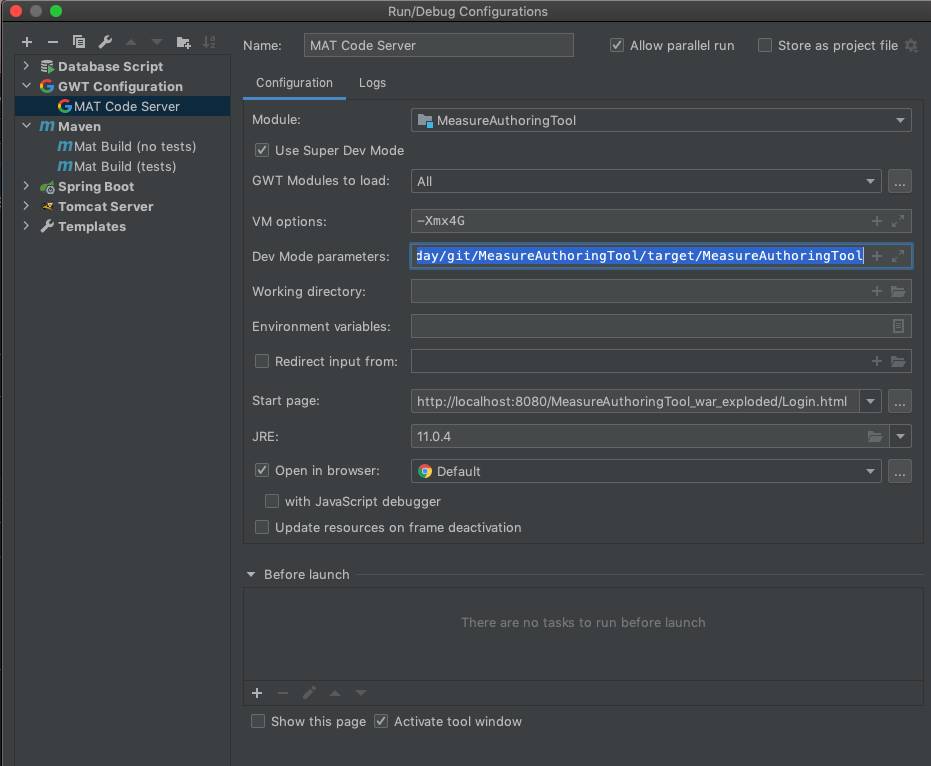 Run/Debug Configurations
Name: MAT Code Server Allow parallel run Store as project file
Database Script
GWT Configuration
MAT Code Server
Maven
Mat Build (no tests)
Mat Build (tests)
Spring Boot
Tomcat Server
Templates
Configuration Logs
Module: MeasureAuthoringTool
Use Super Dev Mode
GWT Modules to load: All ...
VM options: -Xmx4G
Dev Mode parameters: day/git/MeasureAuthoringTool/target/MeasureAuthoringTool
Working directory:
Environment variables:
Redirect input from:
Start page: http://localhost:8080/MeasureAuthoringTool_war_exploded/Login.html ...
JRE: 11.0.4
Open in browser: Default ...
with JavaScript debugger
Update resources on frame deactivation
Before launch
There are no tasks to run before launch
Show this page Activate tool window